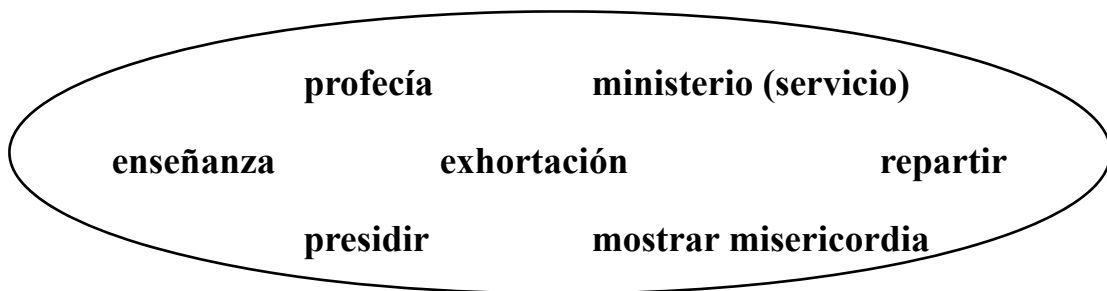 profecía ministerio (servicio)
enseñanza exhortación repartir
presidir mostrar misericordia